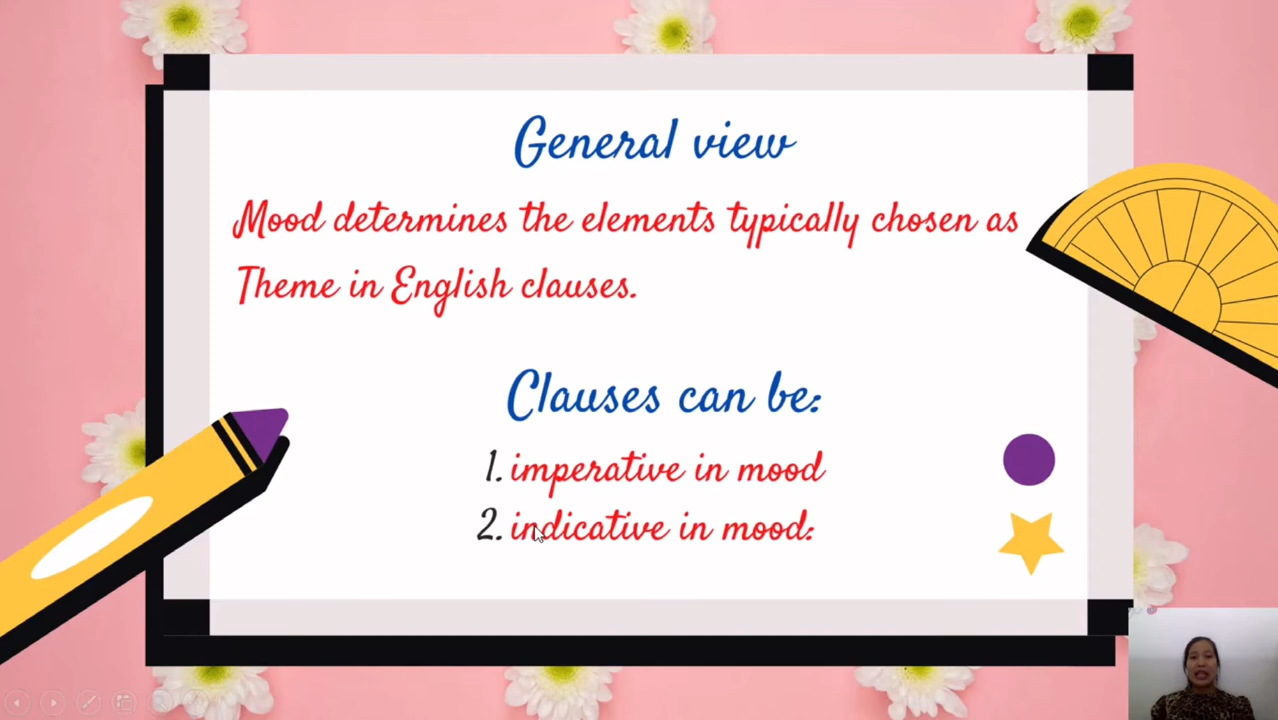 General view
Mood determines the elements typically chosen as
Theme in English clauses.
Clauses can be:
1. imperative in mood
2. indicative in mood: